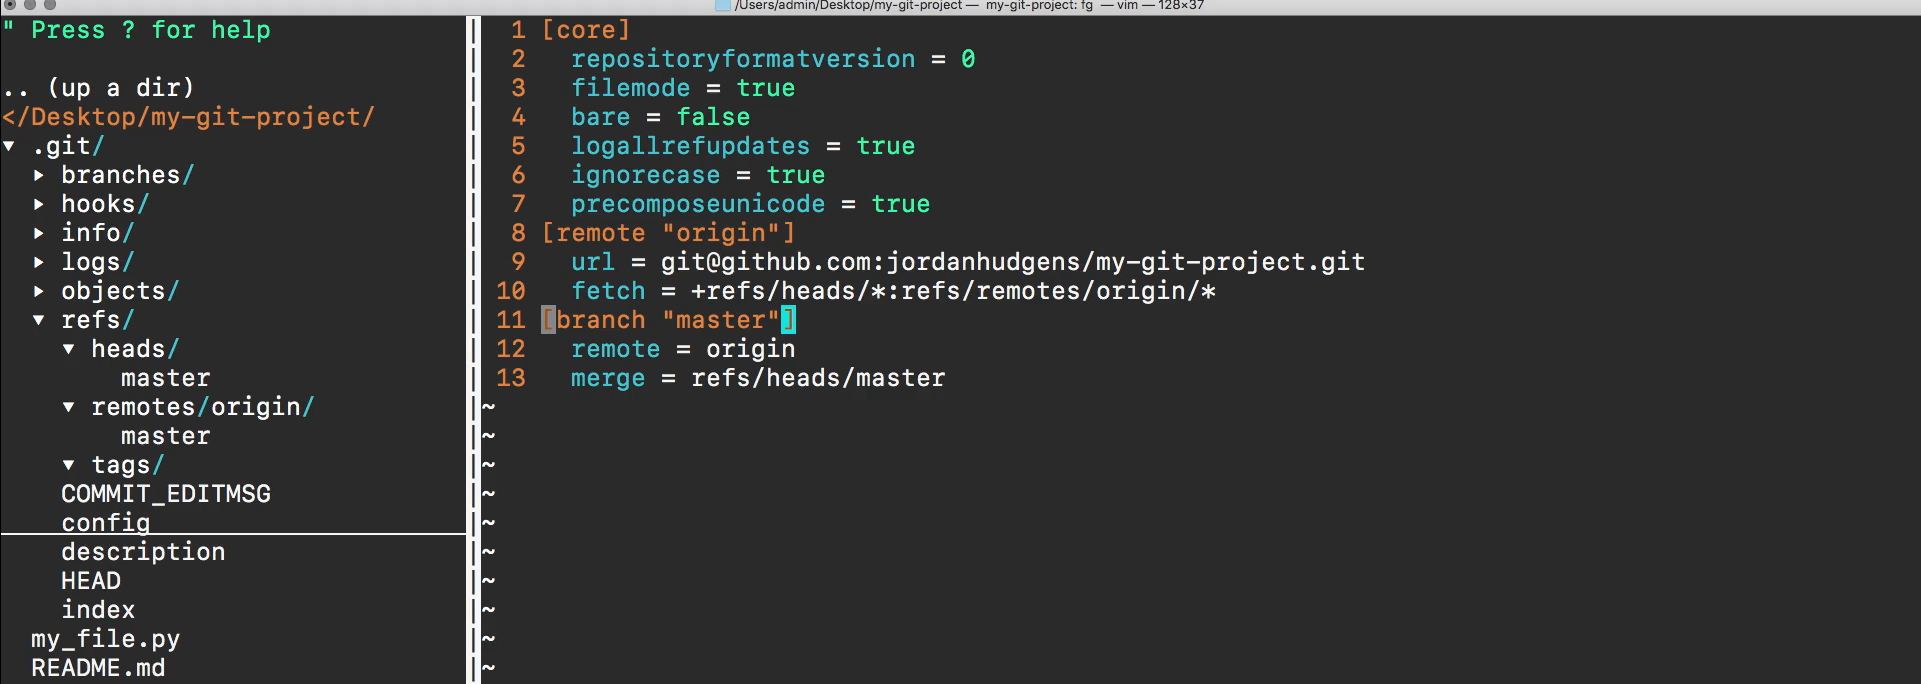 /Users/admin/Desktop/my-git-project — my-git-project: fg — vim — 128×37
" Press ? for help
.. (up a dir)
</Desktop/my-git-project/
▼ .git/
▶ branches/
▶ hooks/
▶ info/
▶ logs/
▶ objects/
▼ refs/
▼ heads/
master
▼ remotes/origin/
master
▼ tags/
COMMIT_EDITMSG
config
description
HEAD
index
my_file.py
README.md
1 [core]
2 repositoryformatversion = 0
3 filemode = true
4 bare = false
5 logallrefupdates = true
6 ignorecase = true
7 precomposeunicode = true
8 [remote "origin"]
9 url = git@github.com:jordanhudgens/my-git-project.git
10 fetch = +refs/heads/*:refs/remotes/origin/*
11 [branch "master"]
12 remote = origin
13 merge = refs/heads/master
~
~
~
~
~
~
~
~
~
~